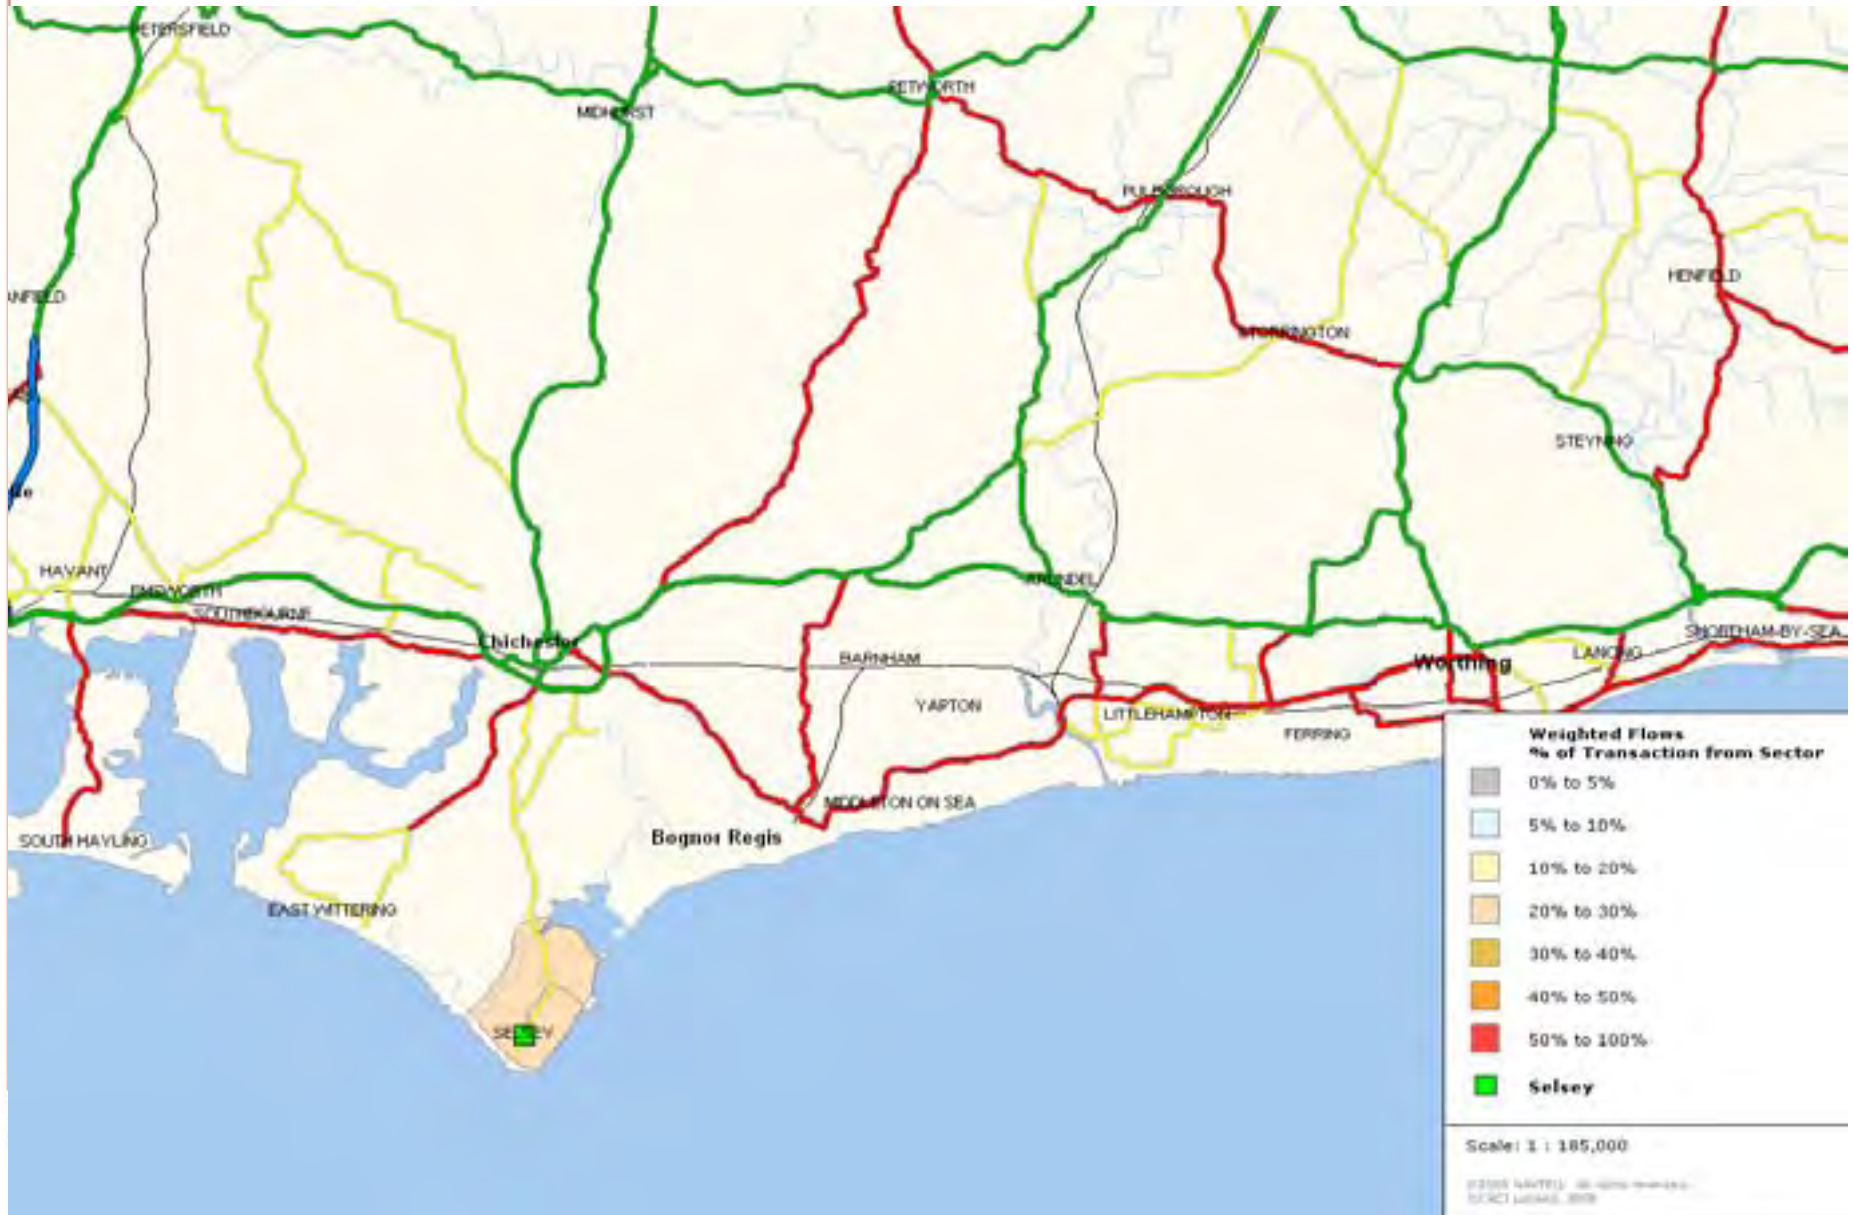 PETERSFIELD
MIDHURST
PETWORTH
PULBOROUGH
ANFIELD
HENFIELD
STORRINGTON
STEYNING
HAVANT
EMSWORTH
SOUTHBOURNE
ARUNDEL
Chichester
BARNHAM
SHOREHAM-BY-SEA
LANCING
Worthing
YAPTON
LITTLEHAMPTON
FERRING
MIDDLETON ON SEA
SOUTH HAYLING
Bognor Regis
EAST WITTERING
SELSEY
Weighted Flows
% of Transaction from Sector
0% to 5%
5% to 10%
10% to 20%
20% to 30%
30% to 40%
40% to 50%
50% to 100%
Selsey
Scale: 1 : 185,000